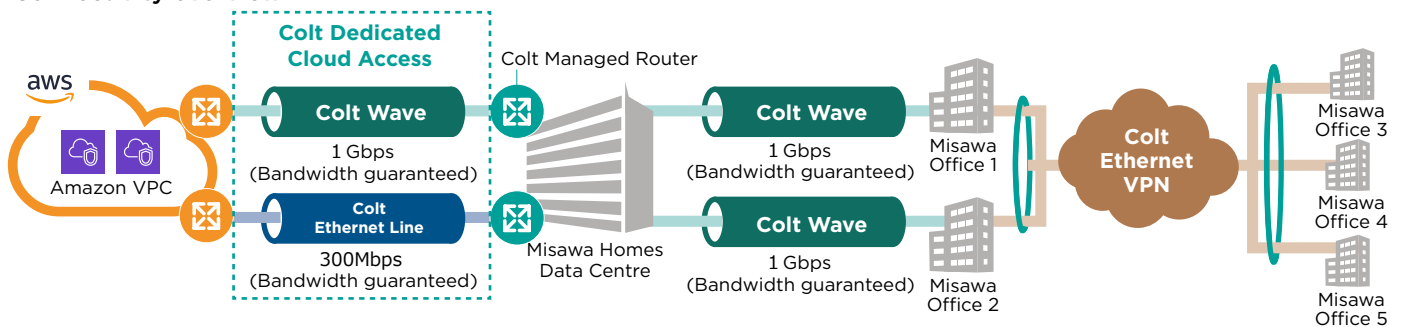 Colt Dedicated
Cloud Access
Colt Managed Router
aws
Amazon VPC
Colt Wave
1 Gbps
(Bandwidth guaranteed)
Colt
Ethernet Line
300Mbps
(Bandwidth guaranteed)
Misawa Homes
Data Centre
Colt Wave
1 Gbps
(Bandwidth guaranteed)
Colt Wave
1 Gbps
(Bandwidth guaranteed)
Misawa
Office 1
Misawa
Office 2
Colt
Ethernet
VPN
Misawa
Office 3
Misawa
Office 4
Misawa
Office 5